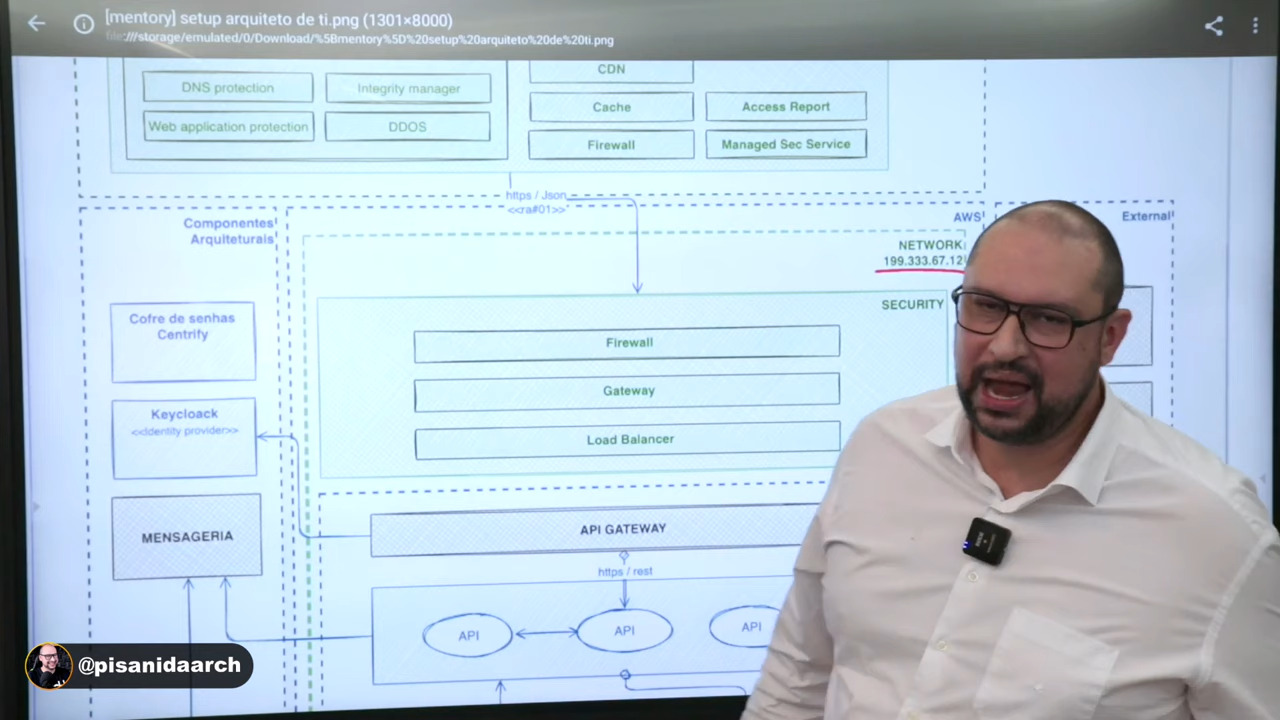 [mentory] setup arquiteto de ti.png (1301×8000)
file:///storage/emulated/0/Download/%5Bmentory%5D%20setup%20arquiteto%20de%20ti.png
DNS protection
Integrity manager
Web application protection
DDOS
CDN
Cache
Firewall
Access Report
Managed Sec Service
https / Json
<<ra#01>>
Componentes
Arquiteturais
AWS
External
NETWORK
199.333.67.12
SECURITY
Cofre de senhas
Centrify
Keycloack
<<Identity provider>>
MENSAGERIA
Firewall
Gateway
Load Balancer
API GATEWAY
https / rest
API
API
API
@pisanidaarch